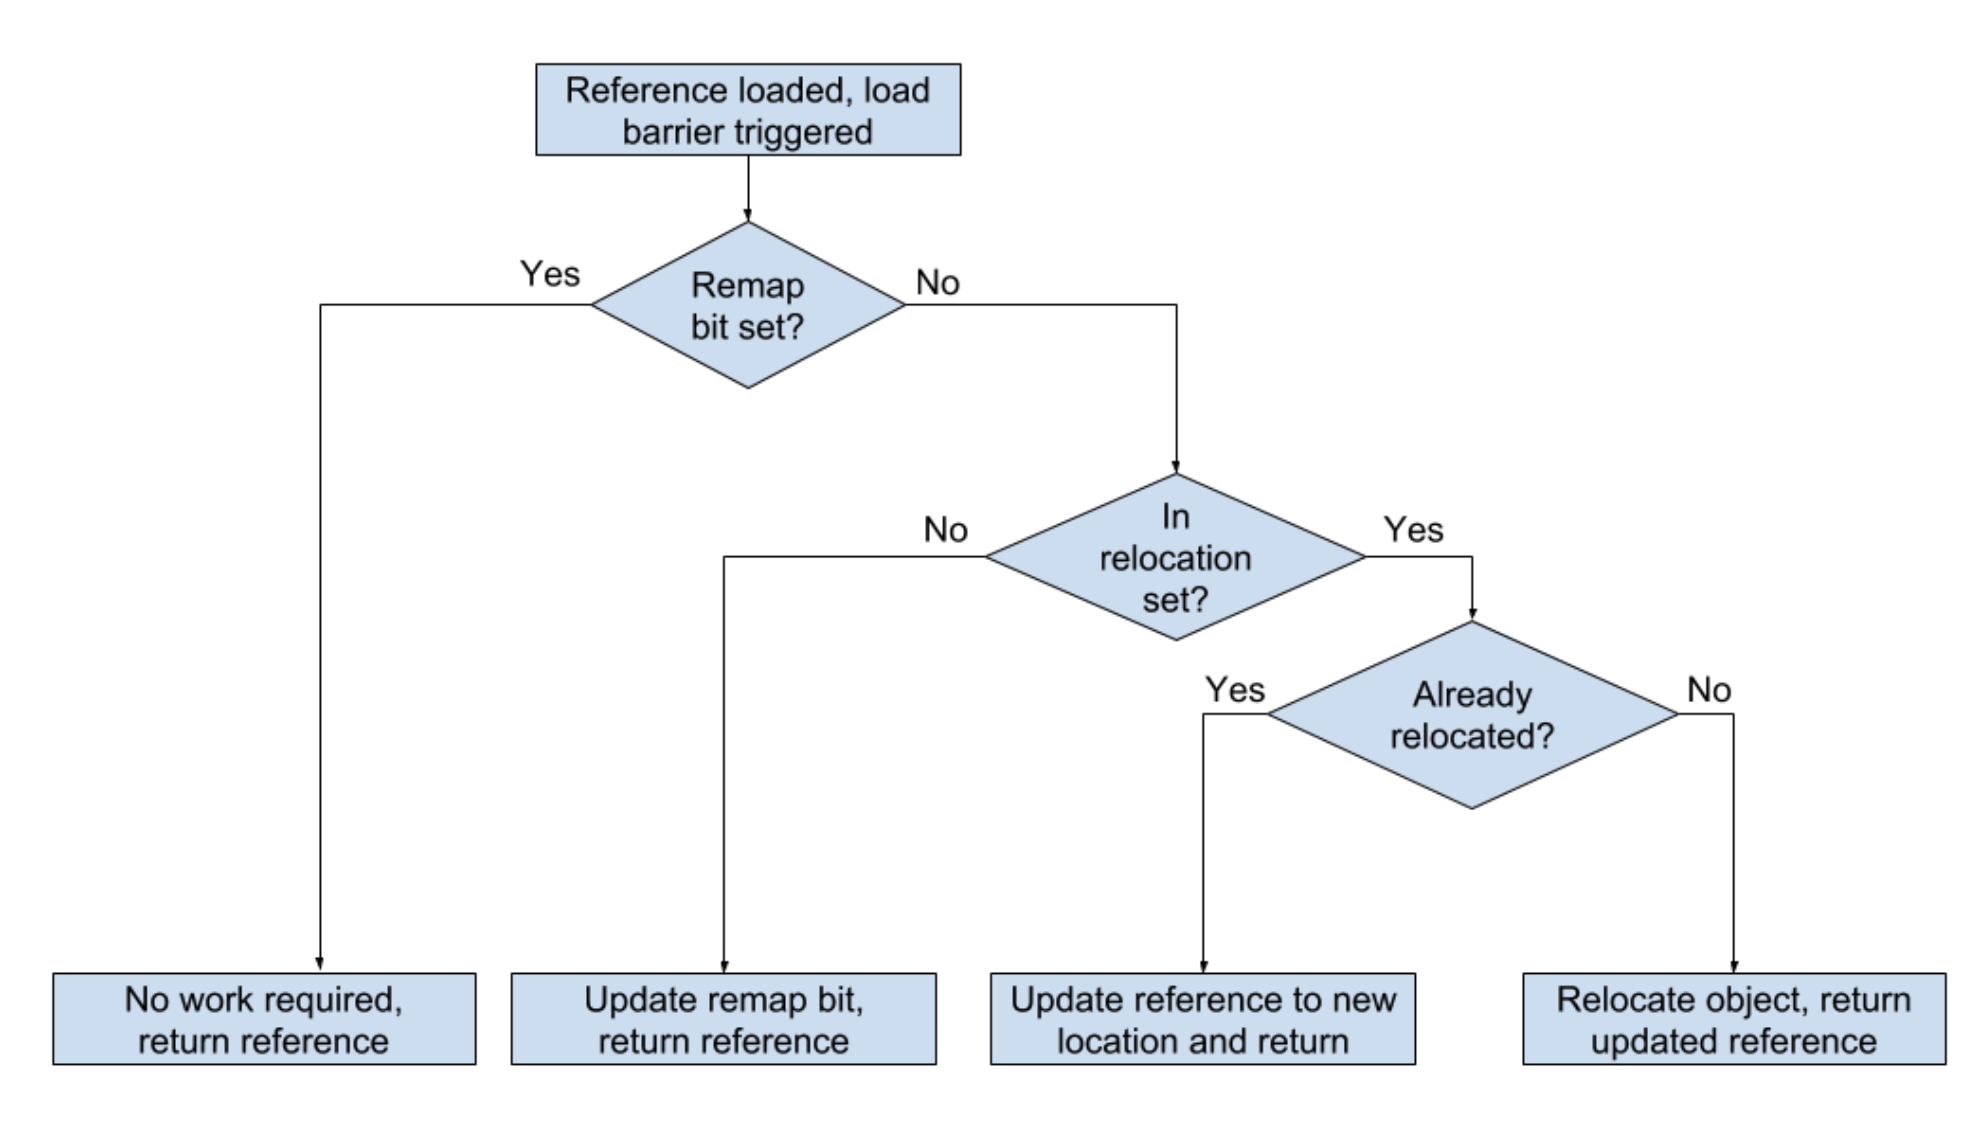 Reference loaded, load
barrier triggered
Yes
No
Remap
bit set?
No
Yes
In
relocation
set?
Yes
No
Already
relocated?
No work required,
return reference
Update remap bit,
return reference
Update reference to new
location and return
Relocate object, return
updated reference